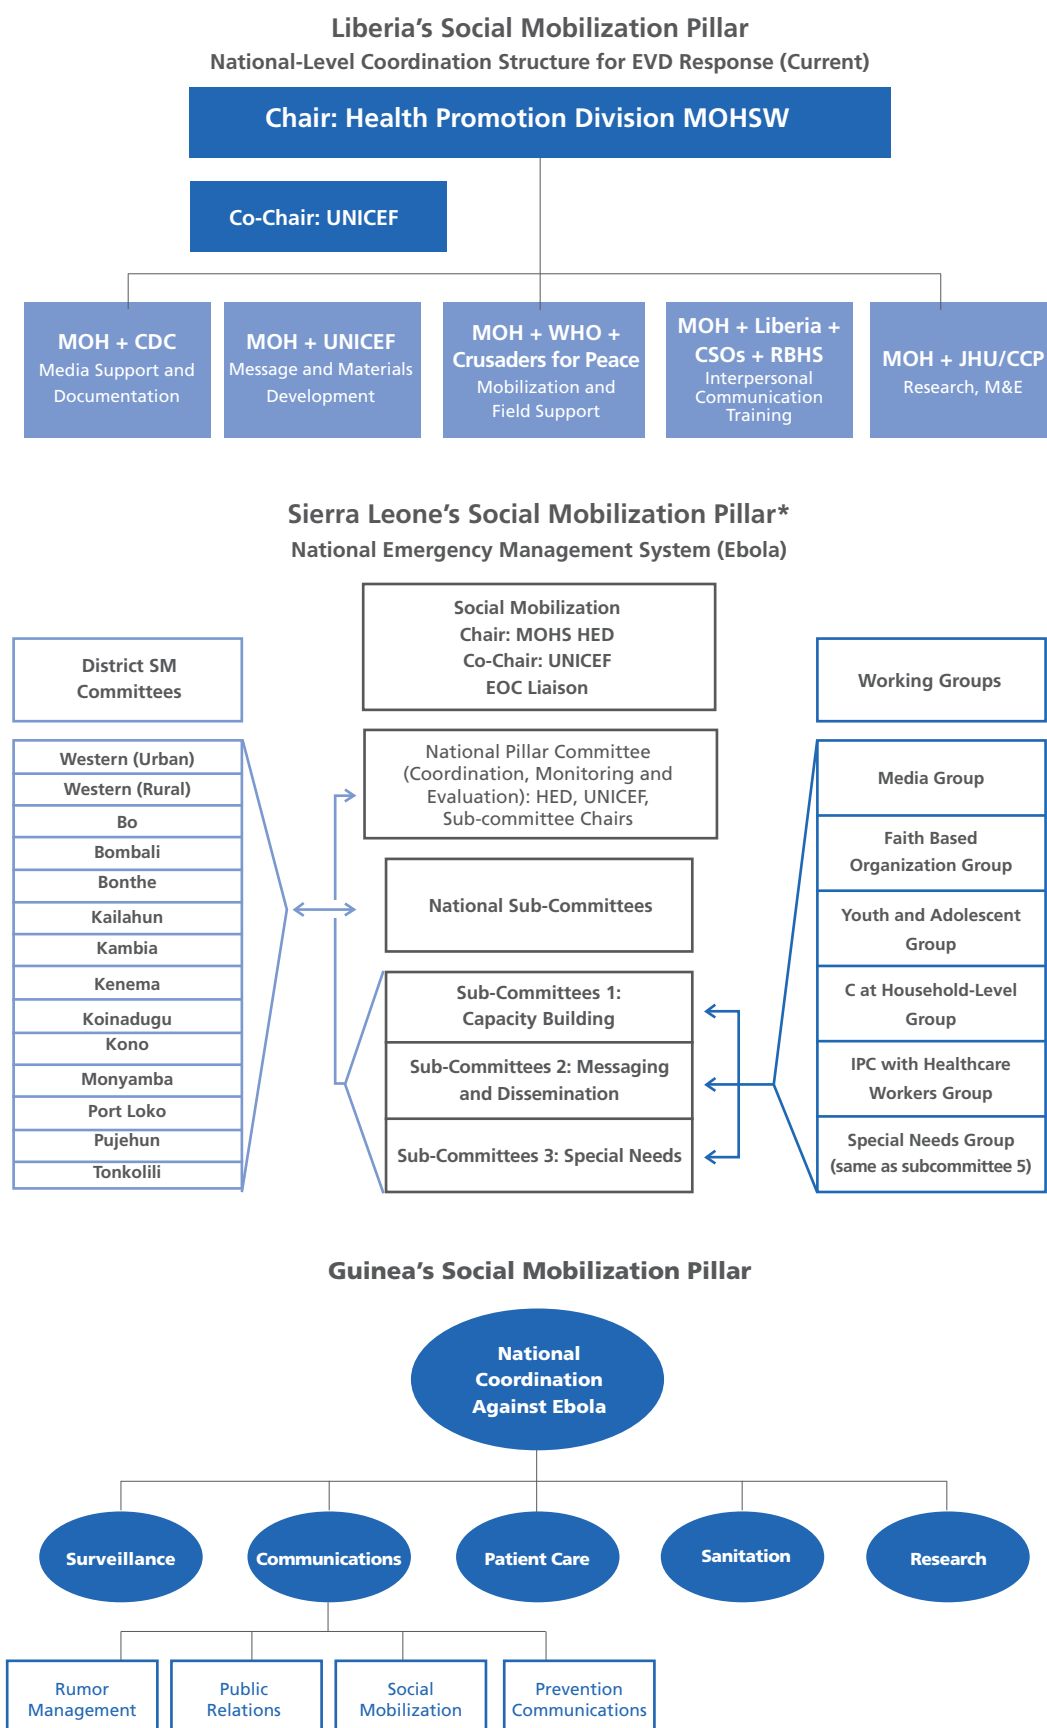 Liberia's Social Mobilization Pillar
National-Level Coordination Structure for EVD Response (Current)
Chair: Health Promotion Division MOHSW
Co-Chair: UNICEF
MOH + CDC
Media Support and
Documentation
MOH + UNICEF
Message and Materials
Development
MOH + WHO +
Crusaders for Peace
Mobilization and
Field Support
MOH + Liberia +
CSOs + RBHS
Interpersonal
Communication
Training
MOH + JHU/CCP
Research, M&E
Sierra Leone's Social Mobilization Pillar*
National Emergency Management System (Ebola)
District SM
Committees
Western (Urban)
Western (Rural)
Bo
Bombali
Bonthe
Kailahun
Kambia
Kenema
Koinadugu
Kono
Monyamba
Port Loko
Pujehun
Tonkolili
Social Mobilization
Chair: MOHS HED
Co-Chair: UNICEF
EOC Liaison
National Pillar Committee
(Coordination, Monitoring and
Evaluation): HED, UNICEF,
Sub-committee Chairs
National Sub-Committees
Sub-Committees 1:
Capacity Building
Sub-Committees 2: Messaging
and Dissemination
Sub-Committees 3: Special Needs
Working Groups
Media Group
Faith Based
Organization Group
Youth and Adolescent
Group
C at Household-Level
Group
IPC with Healthcare
Workers Group
Special Needs Group
(same as subcommittee 5)
Guinea's Social Mobilization Pillar
National
Coordination
Against Ebola
Surveillance
Communications
Patient Care
Sanitation
Research
Rumor
Management
Public
Relations
Social
Mobilization
Prevention
Communications